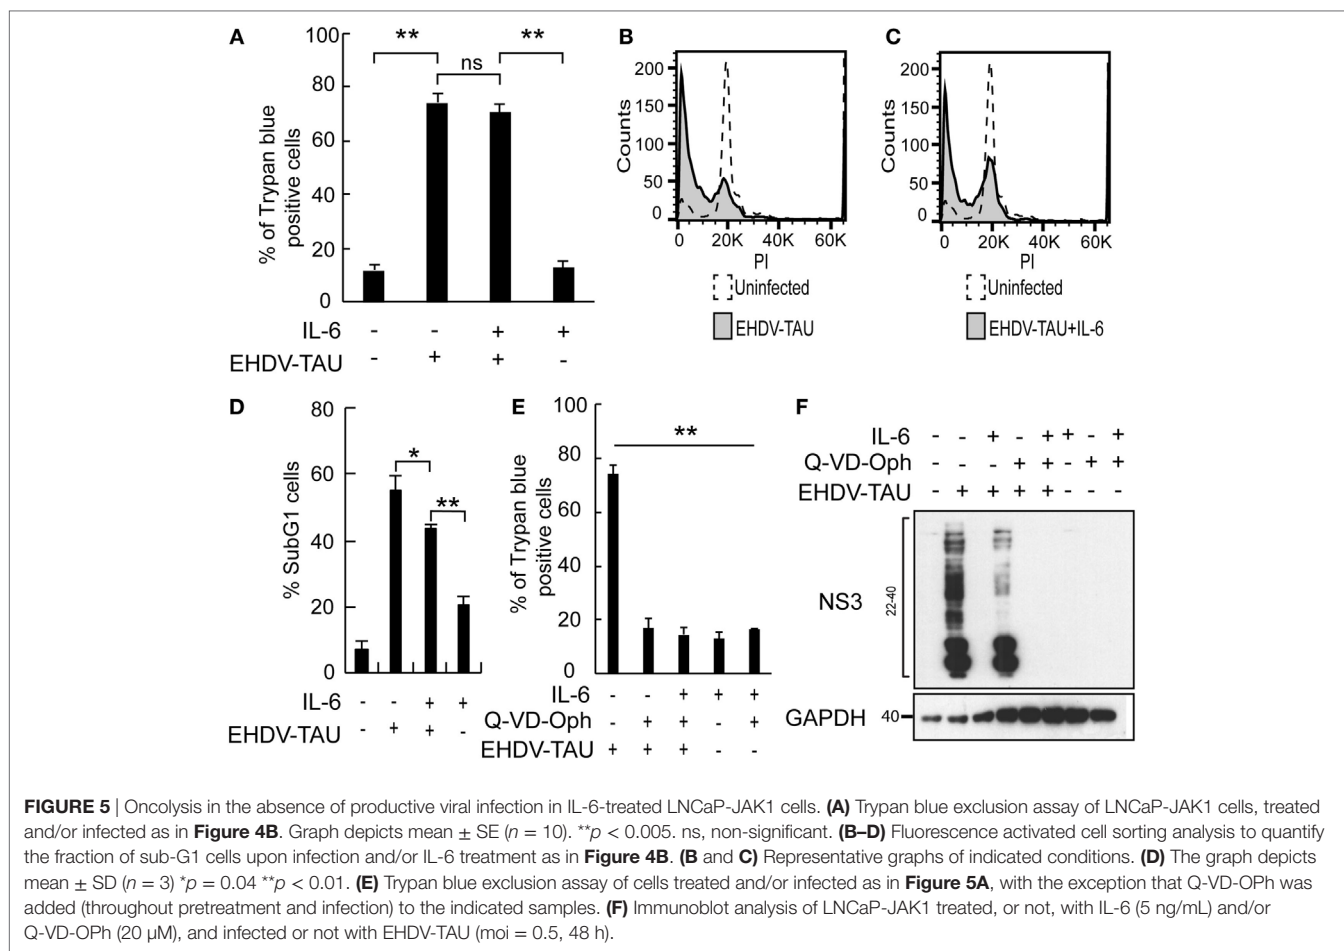 A
100
80
60
40
20
0
% of Trypan blue
positive cells
** ns **
IL-6 - - + +
EHDV-TAU - + + -
B
200
150
100
50
0
Counts
0 20K 40K 60K
PI
Uninfected
EHDV-TAU
C
200
150
100
50
0
Counts
0 20K 40K 60K
PI
Uninfected
EHDV-TAU+IL-6
D
80
60
40
20
0
% SubG1 cells
* **
IL-6 - - + +
EHDV-TAU - + + -
E
100
80
60
40
20
0
% of Trypan blue
positive cells
**
IL-6 - - + + +
Q-VD-Oph - + + - +
EHDV-TAU + + + - -
F
IL-6 - - + - + + - +
Q-VD-Oph - - - + + - + +
EHDV-TAU - + + + + - - -
NS3
22-40
GAPDH 40
FIGURE 5 | Oncolysis in the absence of productive viral infection in IL-6-treated LNCaP-JAK1 cells. (A) Trypan blue exclusion assay of LNCaP-JAK1 cells, treated
and/or infected as in Figure 4B. Graph depicts mean ± SE (n = 10). **p < 0.005. ns, non-significant. (B–D) Fluorescence activated cell sorting analysis to quantify
the fraction of sub-G1 cells upon infection and/or IL-6 treatment as in Figure 4B. (B and C) Representative graphs of indicated conditions. (D) The graph depicts
mean ± SD (n = 3) *p = 0.04 **p < 0.01. (E) Trypan blue exclusion assay of cells treated and/or infected as in Figure 5A, with the exception that Q-VD-OPh was
added (throughout pretreatment and infection) to the indicated samples. (F) Immunoblot analysis of LNCaP-JAK1 treated, or not, with IL-6 (5 ng/mL) and/or
Q-VD-OPh (20 μM), and infected or not with EHDV-TAU (moi = 0.5, 48 h).